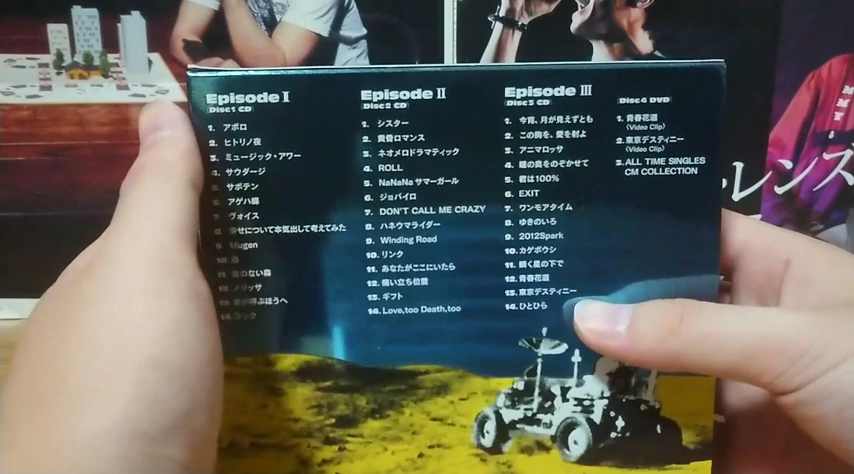 Episode I
Disc1 CD
1. アポロ
2. ヒトリノ夜
3. ミュージック・アワー
4. サウダージ
5. サボテン
6. アゲハ蝶
7. ヴォイス
8. 幸せについて本気出して考えてみた
9. Mugen
10. 渦
11. 音のない森
12. メリッサ
13. 君が呼ぶほうへ
14. ラック
Episode II
Disc2 CD
1. シスター
2. 黄昏ロマンス
3. ネオメロドラマティック
4. ROLL
5. NaNaNa サマーガール
6. ジョバイロ
7. DON'T CALL ME CRAZY
8. ハネウマライダー
9. Winding Road
10. リンク
11. あなたがここにいたら
12. 痛い立ち位置
13. ギフト
14. Love,too Death,too
Episode III
Disc3 CD
1. 今宵、月が見えずとも
2. この胸を、愛を射よ
3. アニマロッサ
4. 瞳の奥をのぞかせて
5. 君は100%
6. EXIT
7. ワンモアタイム
8. ゆきのいろ
9. 2012Spark
10. カゲボウシ
11. 瞬く星の下で
12. 青春花道
13. 東京デスティニー
14. ひとひら
Disc4 DVD
1. 青春花道
(Video Clip)
2. 東京デスティニー
(Video Clip)
3. ALL TIME SINGLES
CM COLLECTION
レンズ